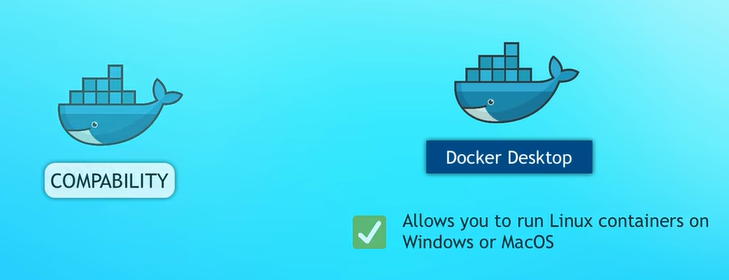 COMPABILITY
Docker Desktop
Allows you to run Linux containers on
Windows or MacOS